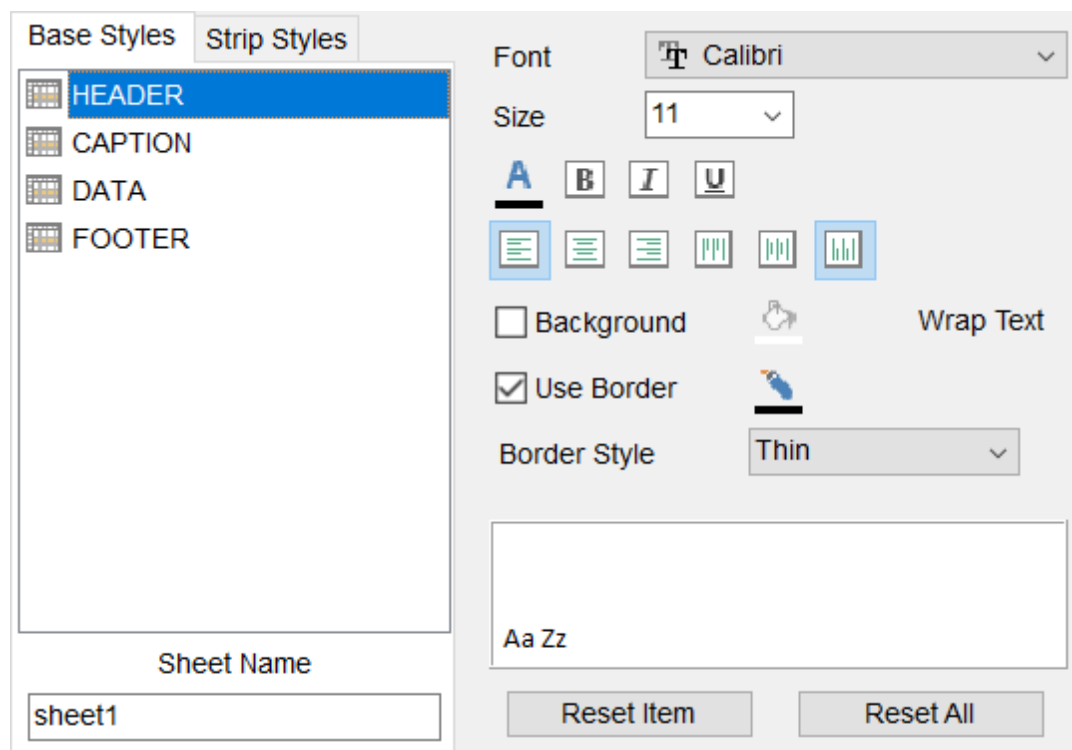 Base Styles
Strip Styles
HEADER
CAPTION
DATA
FOOTER
Sheet Name
sheet1
Font
Calibri
Size
11
A B I U
Background
Wrap Text
Use Border
Border Style
Thin
Aa Zz
Reset Item
Reset All